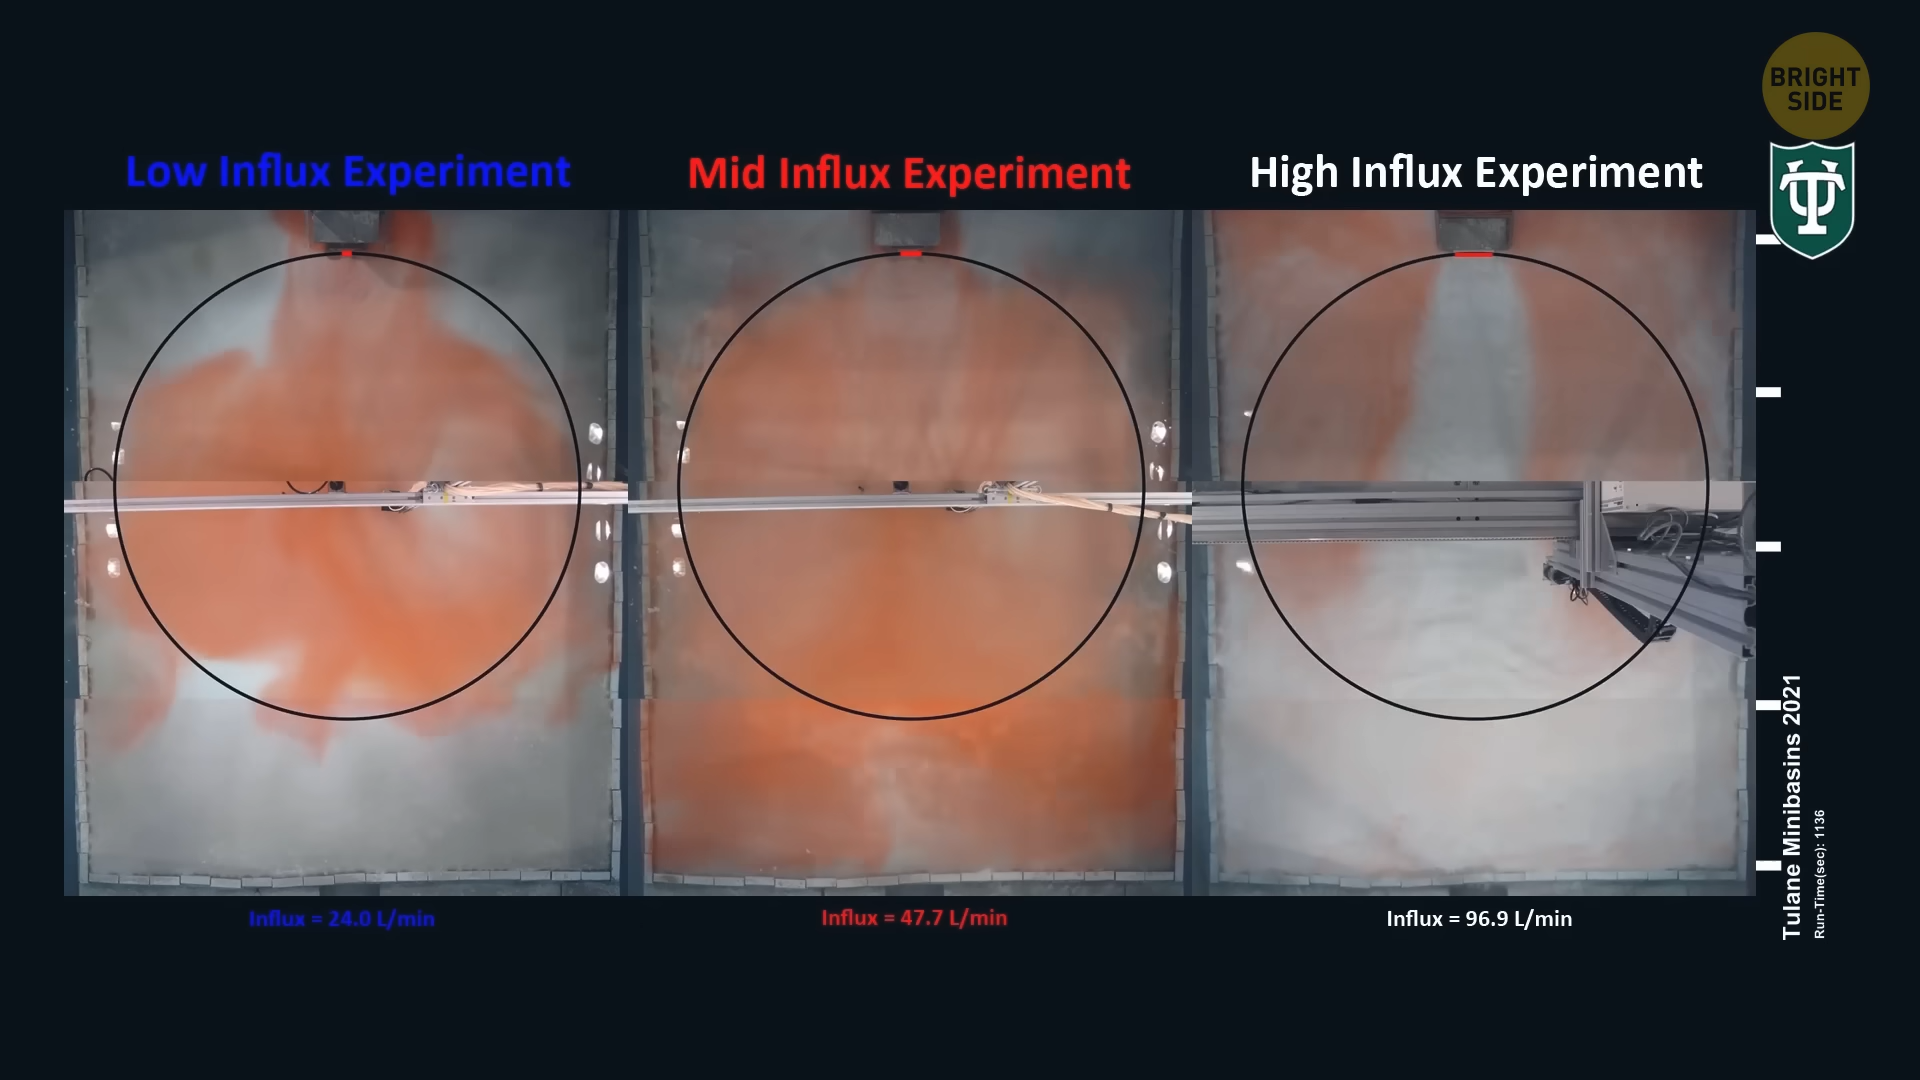 BRIGHT
SIDE
Low Influx Experiment
Mid Influx Experiment
High Influx Experiment
Influx = 24.0 L/min
Influx = 47.7 L/min
Influx = 96.9 L/min
Tulane Minibasins 2021
Run-Time(sec): 1136